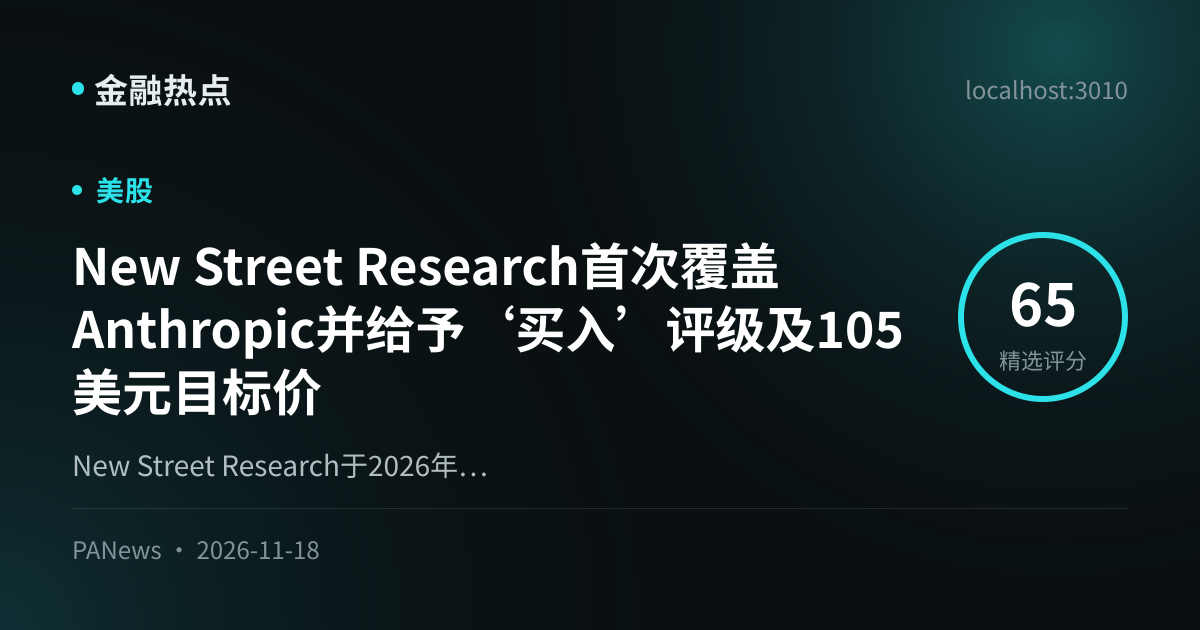 金融热点
localhost:3010
美股
New Street Research首次覆盖
Anthropic并给予‘买入’评级及105
美元目标价
65
精选评分
New Street Research于2026年…
PANews · 2026-11-18